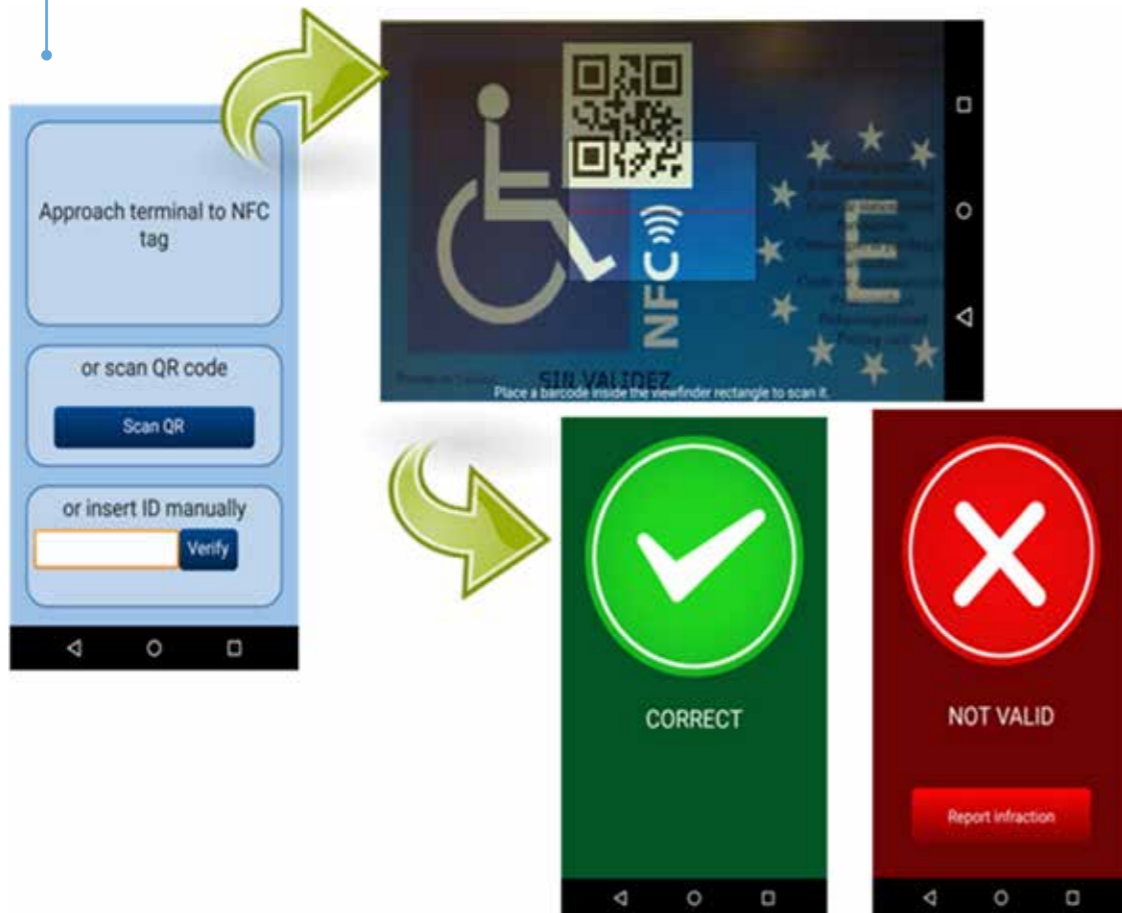 Approach terminal to NFC
tag
or scan QR code
Scan QR
or insert ID manually
Verify
NFC
E
SIN VALIDEZ
Place a barcode inside the viewfinder rectangle to scan it.
CORRECT
NOT VALID
Report infraction